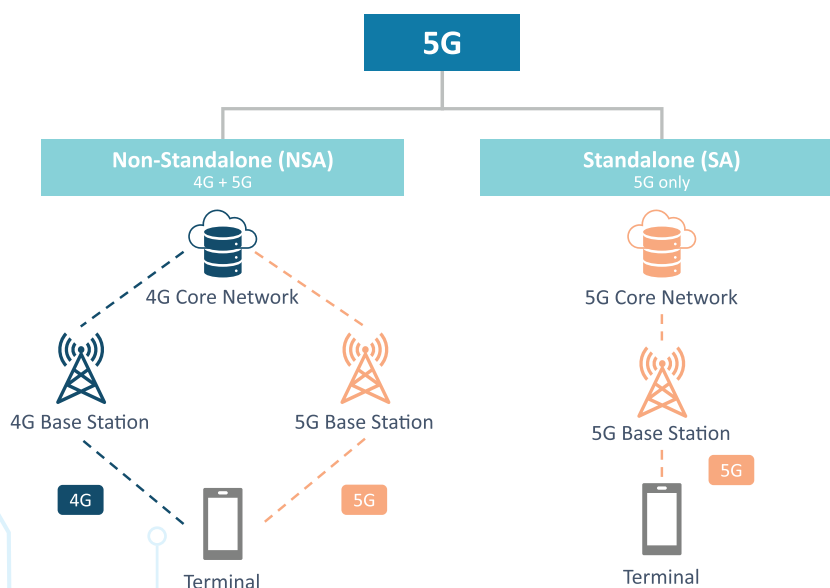 5G
Non-Standalone (NSA)
4G + 5G
4G Core Network
4G Base Station
5G Base Station
4G
5G
Terminal
Standalone (SA)
5G only
5G Core Network
5G Base Station
5G
Terminal